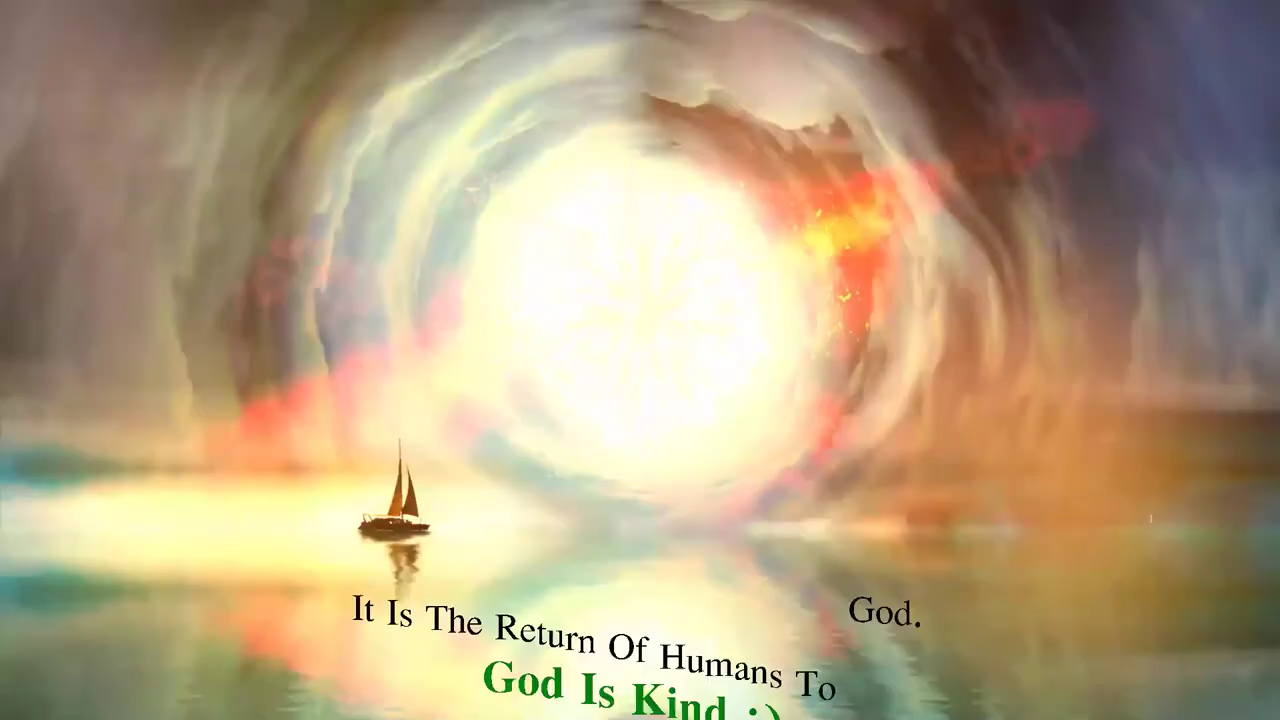 It Is The Return Of Humans To God.
God Is Kind :)